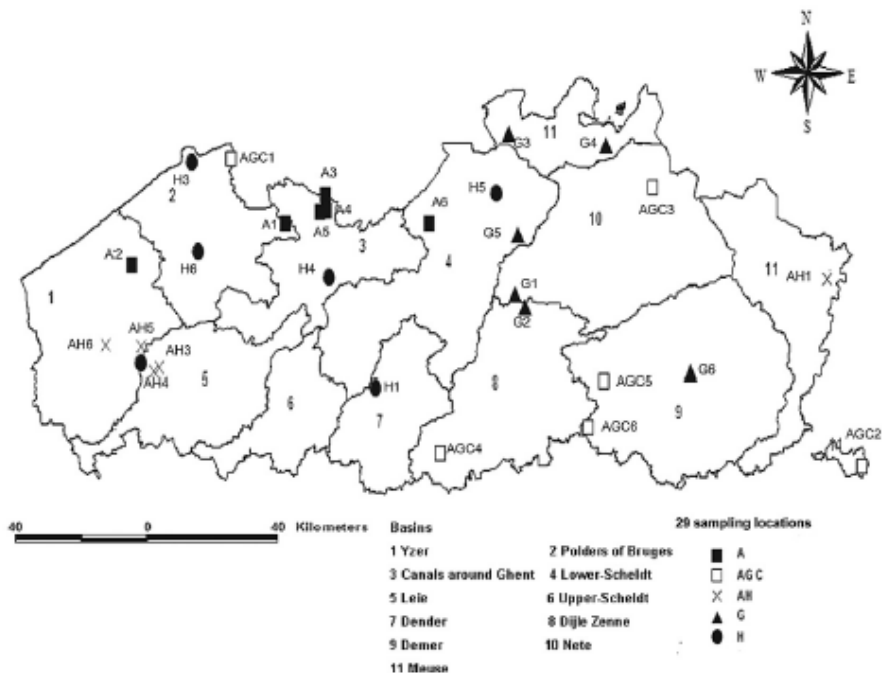 N
W E
S
11
G3
G4
H3
AGC1
2
A3
H5
A6
A4
A5
A1
AGC3
10
3
G5
H6
4
A2
H4
11
AH1
1
G1
G2
AH5
AH6
AH3
AH4
5
H1
8
AGC5
G6
6
7
9
AGC6
AGC4
AGC2
40 0 40 Kilometers
Basins
1 Yzer 2 Polders of Bruges
3 Canals around Ghent 4 Lower-Scheldt
5 Leie 6 Upper-Scheldt
7 Dender 8 Dijle Zenne
9 Demer 10 Nete
11 Meuse
29 sampling locations
A
AGC
AH
G
H